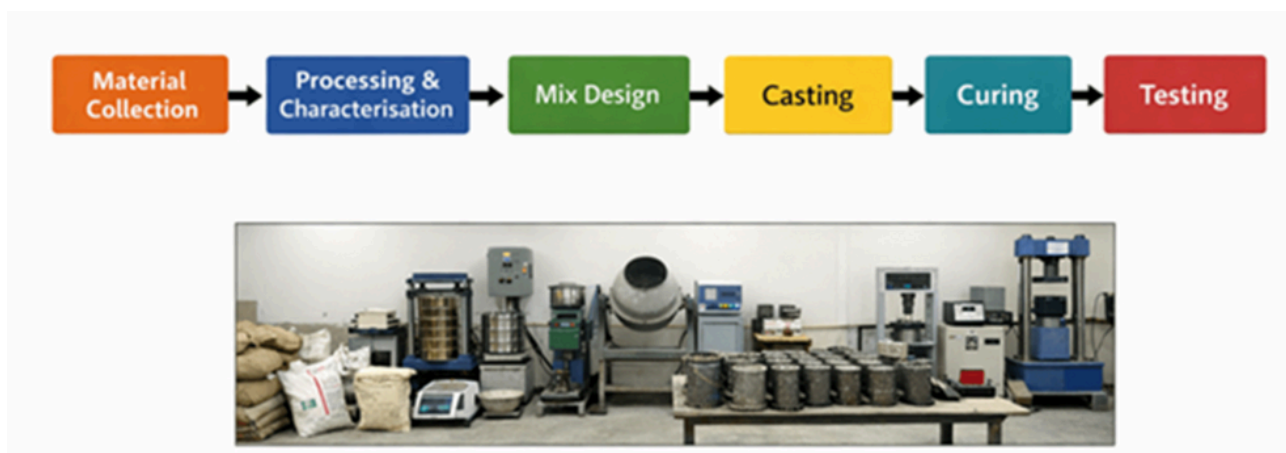 Material
Collection
Processing &
Characterisation
Mix Design
Casting
Curing
Testing